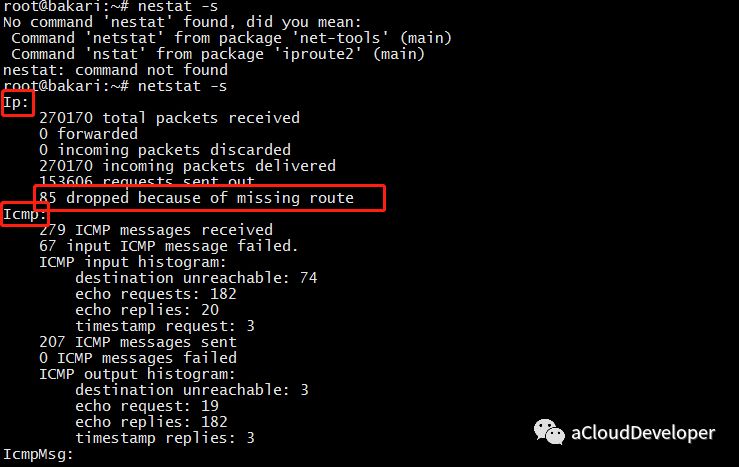 root@bakari:~# nestat -s
No command 'nestat' found, did you mean:
 Command 'netstat' from package 'net-tools' (main)
 Command 'nstat' from package 'iproute2' (main)
nestat: command not found
root@bakari:~# netstat -s
Ip:
    270170 total packets received
    0 forwarded
    0 incoming packets discarded
    270170 incoming packets delivered
    153606 requests sent out
    85 dropped because of missing route
Icmp:
    279 ICMP messages received
    67 input ICMP message failed.
    ICMP input histogram:
        destination unreachable: 74
        echo requests: 182
        echo replies: 20
        timestamp request: 3
    207 ICMP messages sent
    0 ICMP messages failed
    ICMP output histogram:
        destination unreachable: 3
        echo request: 19
        echo replies: 182
        timestamp replies: 3
IcmpMsg:
aCloudDeveloper